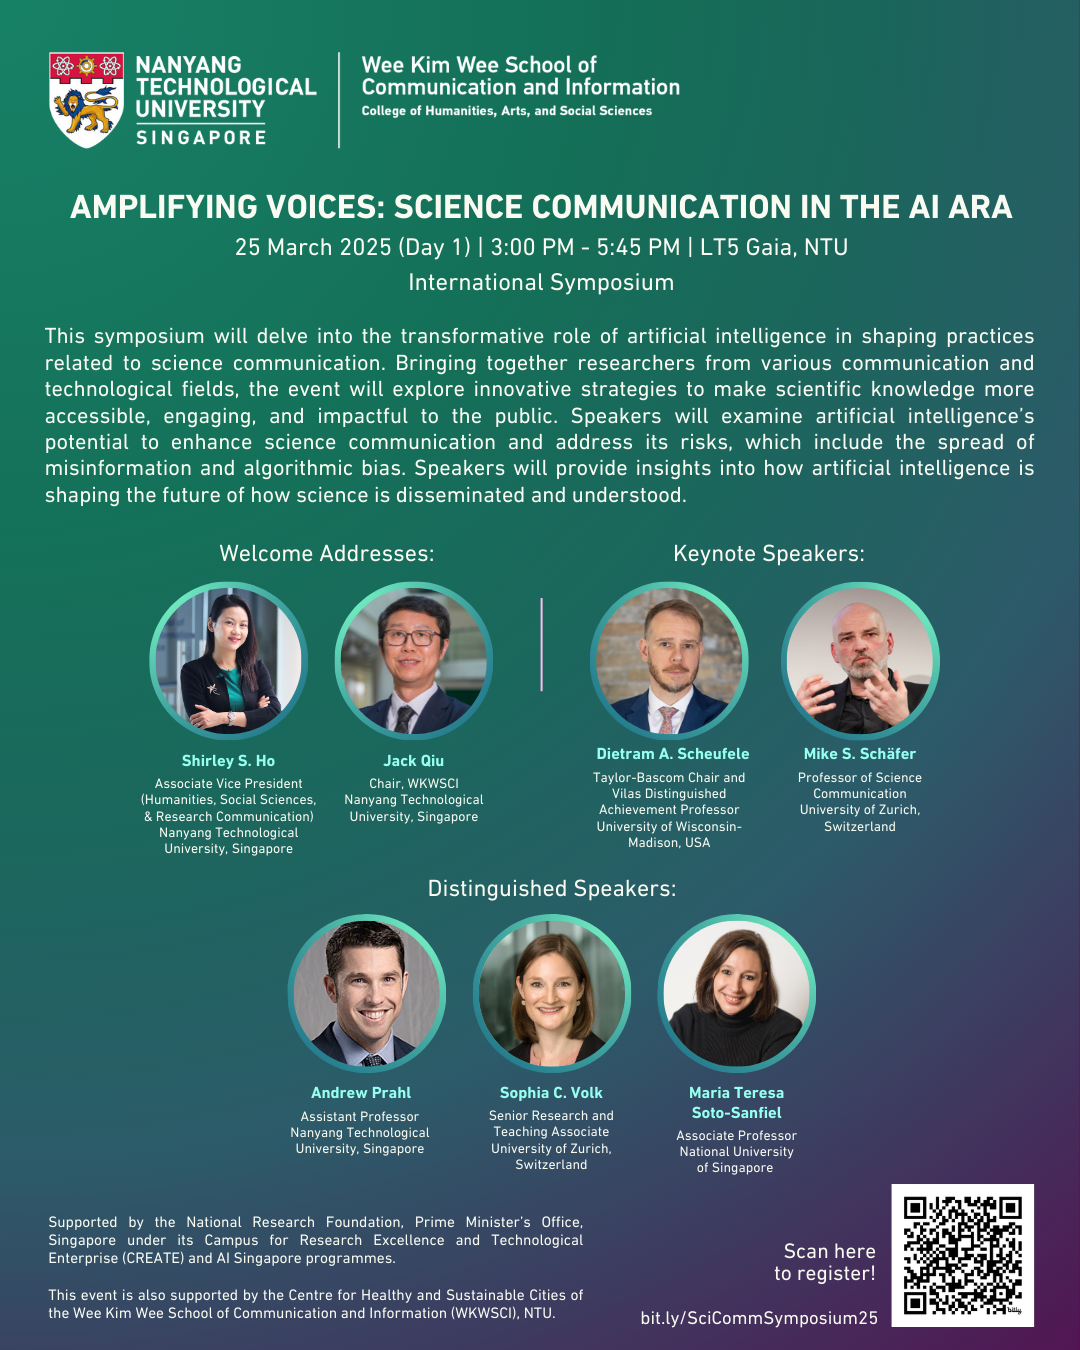 NANYANG
TECHNOLOGICAL
UNIVERSITY
SINGAPORE
Wee Kim Wee School of
Communication and Information
College of Humanities, Arts, and Social Sciences
AMPLIFYING VOICES: SCIENCE COMMUNICATION IN THE AI ARA
25 March 2025 (Day 1) | 3:00 PM - 5:45 PM | LT5 Gaia, NTU
International Symposium
This symposium will delve into the transformative role of artificial intelligence in shaping practices
related to science communication. Bringing together researchers from various communication and
technological fields, the event will explore innovative strategies to make scientific knowledge more
accessible, engaging, and impactful to the public. Speakers will examine artificial intelligence's
potential to enhance science communication and address its risks, which include the spread of
misinformation and algorithmic bias. Speakers will provide insights into how artificial intelligence is
shaping the future of how science is disseminated and understood.
Welcome Addresses:
Shirley S. Ho
Associate Vice President
(Humanities, Social Sciences,
& Research Communication)
Nanyang Technological
University, Singapore
Jack Qiu
Chair, WKWSCI
Nanyang Technological
University, Singapore
Keynote Speakers:
Dietram A. Scheufele
Taylor-Bascom Chair and
Vilas Distinguished
Achievement Professor
University of Wisconsin-
Madison, USA
Mike S. Schäfer
Professor of Science
Communication
University of Zurich,
Switzerland
Distinguished Speakers:
Andrew Prahl
Assistant Professor
Nanyang Technological
University, Singapore
Sophia C. Volk
Senior Research and
Teaching Associate
University of Zurich,
Switzerland
Maria Teresa
Soto-Sanfiel
Associate Professor
National University
of Singapore
Supported by the National Research Foundation, Prime Minister's Office,
Singapore under its Campus for Research Excellence and Technological
Enterprise (CREATE) and AI Singapore programmes.
This event is also supported by the Centre for Healthy and Sustainable Cities of
the Wee Kim Wee School of Communication and Information (WKWSCI), NTU.
Scan here
to register!
bit.ly/SciCommSymposium25
bitly